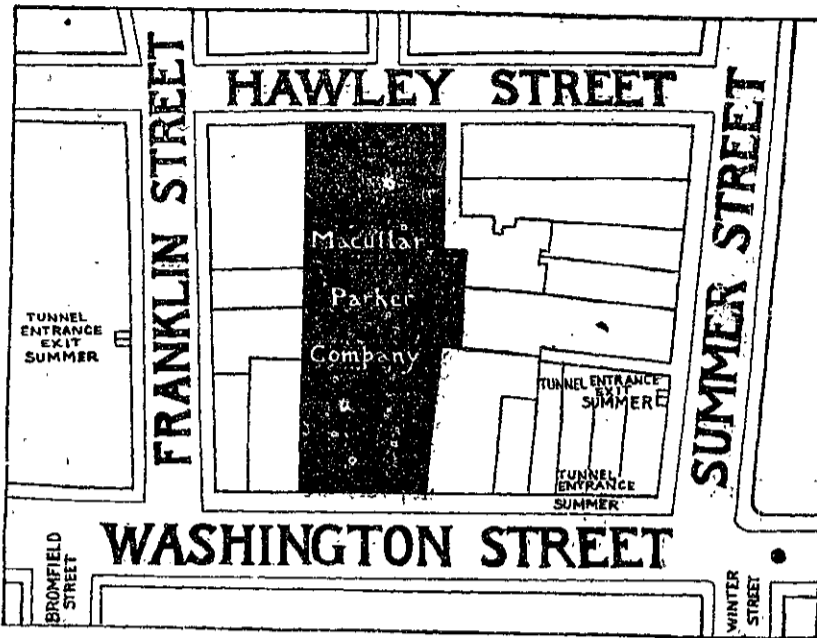 HAWLEY STREET
FRANKLIN STREET
SUMMER STREET
Macullar
Parker
Company
TUNNEL
ENTRANCE
EXIT
SUMMER
TUNNEL ENTRANCE
EXIT
SUMMER
TUNNEL
ENTRANCE
SUMMER
WASHINGTON STREET
BROMFIELD
STREET
WINTER
STREET